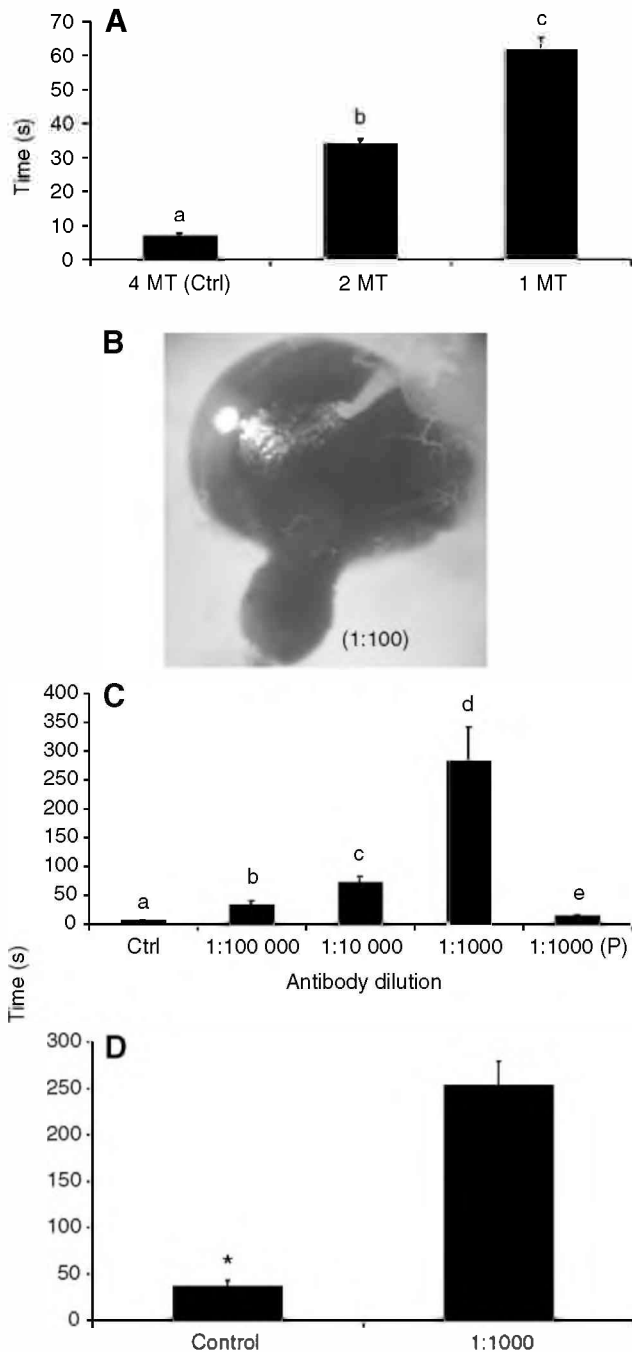 A
70
60
50
40
30
20
10
0
Time (s)
a
b
c
4 MT (Ctrl) 2 MT 1 MT
B
(1:100)
C
400
350
300
250
200
150
100
50
0
a
b
c
d
e
Ctrl 1:100 000 1:10 000 1:1000 1:1000 (P)
Antibody dilution
Time (s)
D
300
250
200
150
100
50
0
*
Control 1:1000